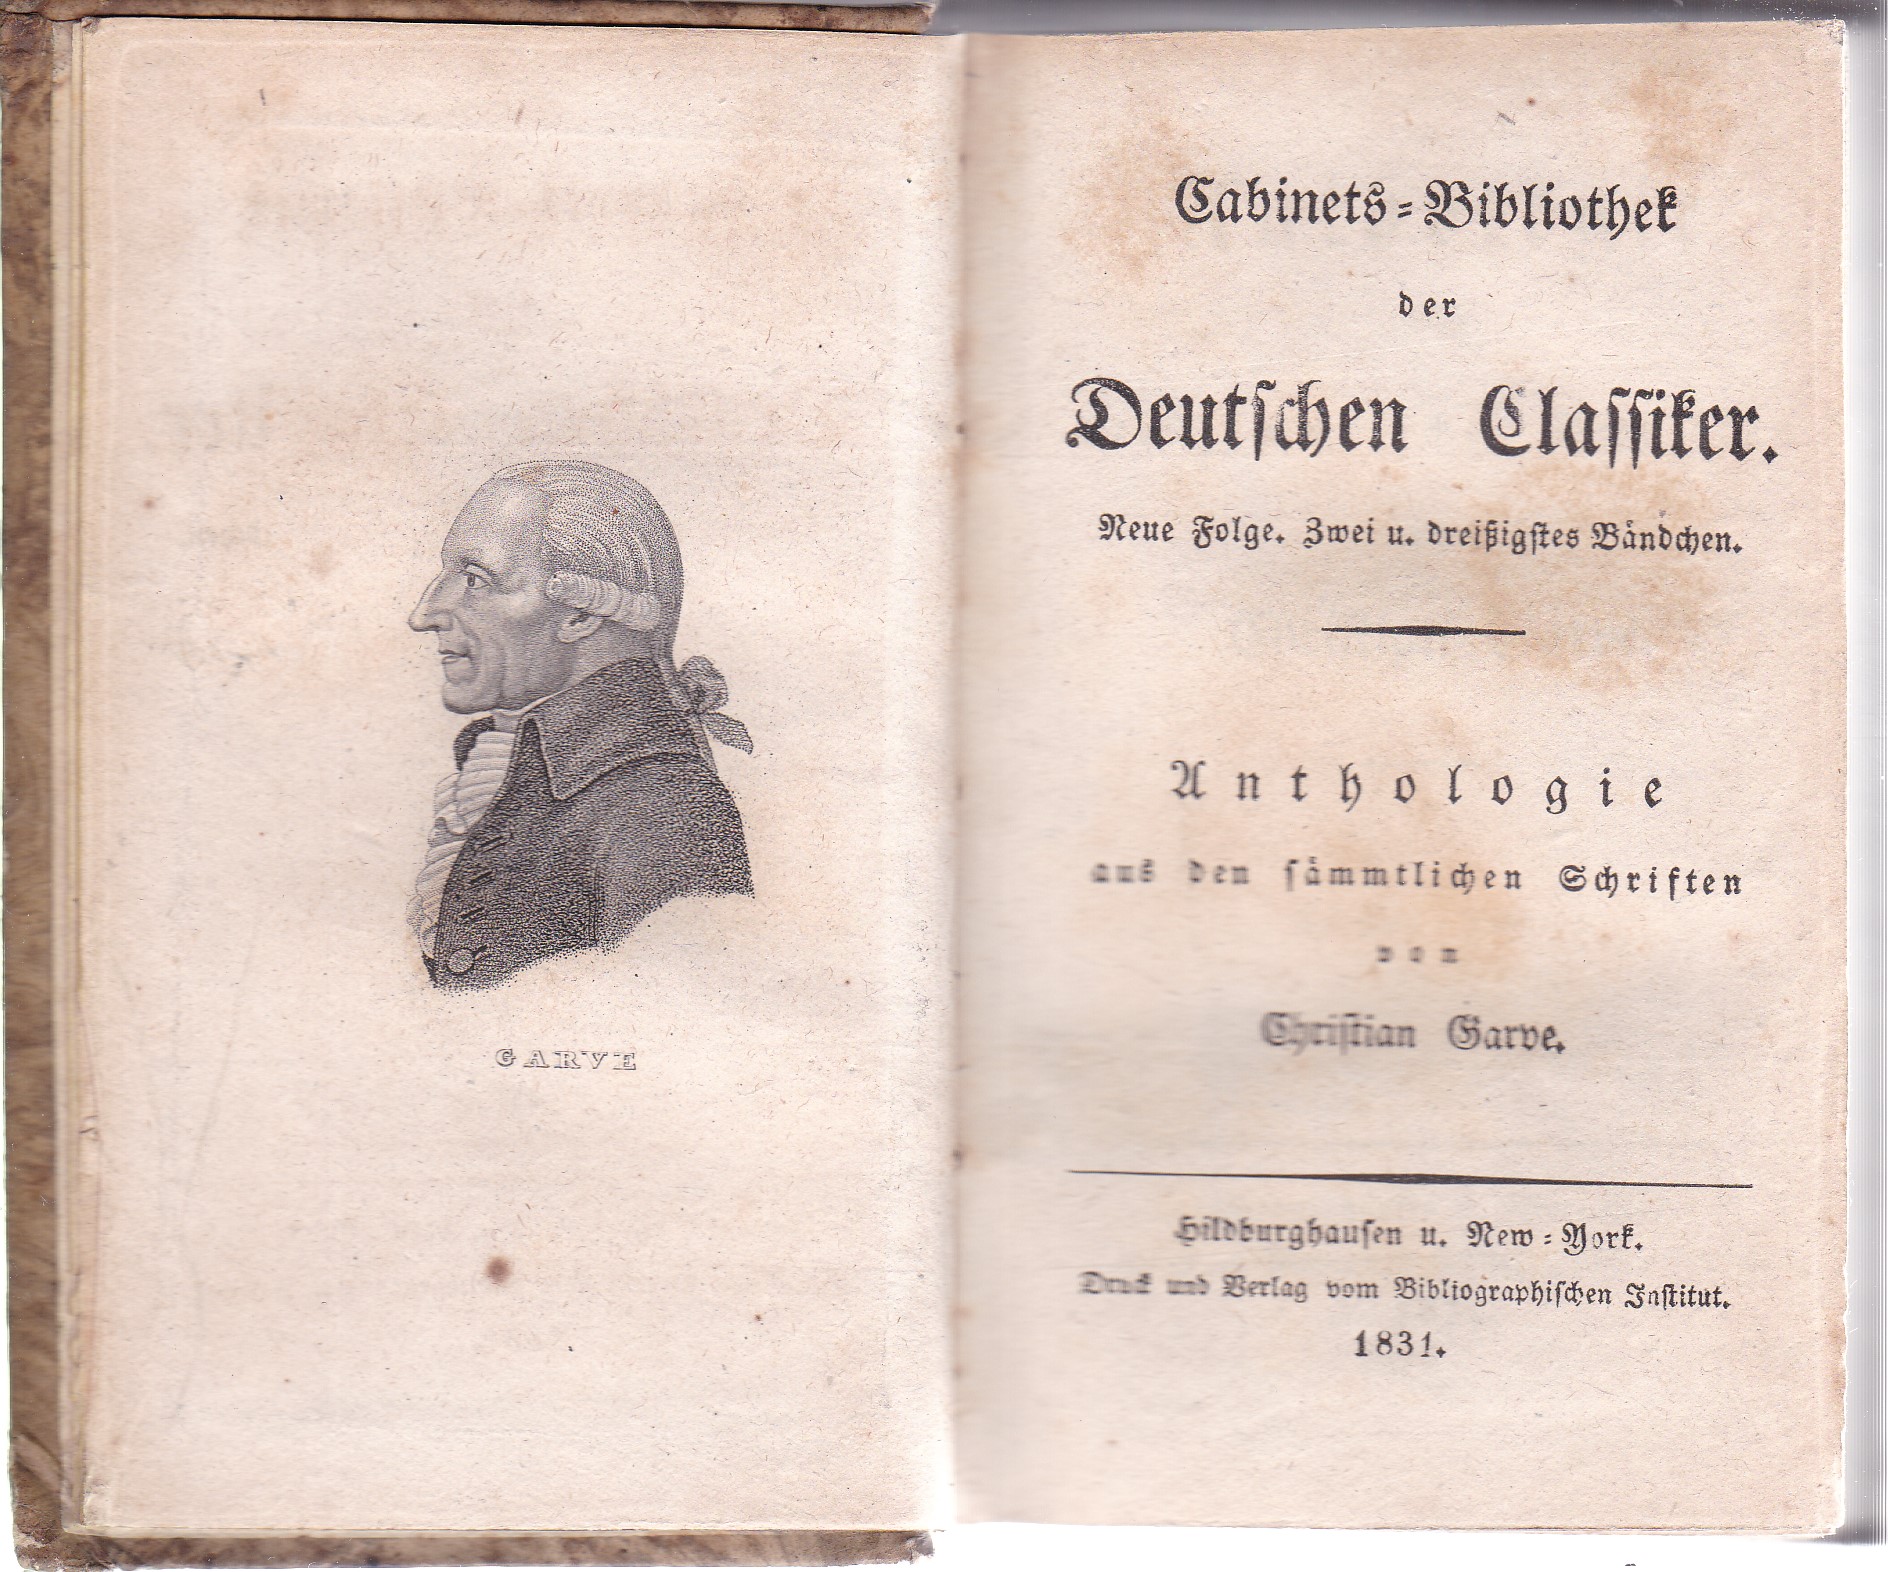 GARVE
Cabinets=Bibliothek
der
Deutſchen Claſſiker.
Neue Folge. Zwei u. dreißigſtes Bändchen.
Anthologie
aus den ſämmtlichen Schriften
von
Chriſtian Garve.
Hildburghauſen u. New=York.
Druck und Verlag vom Bibliographiſchen Inſtitut.
1831.